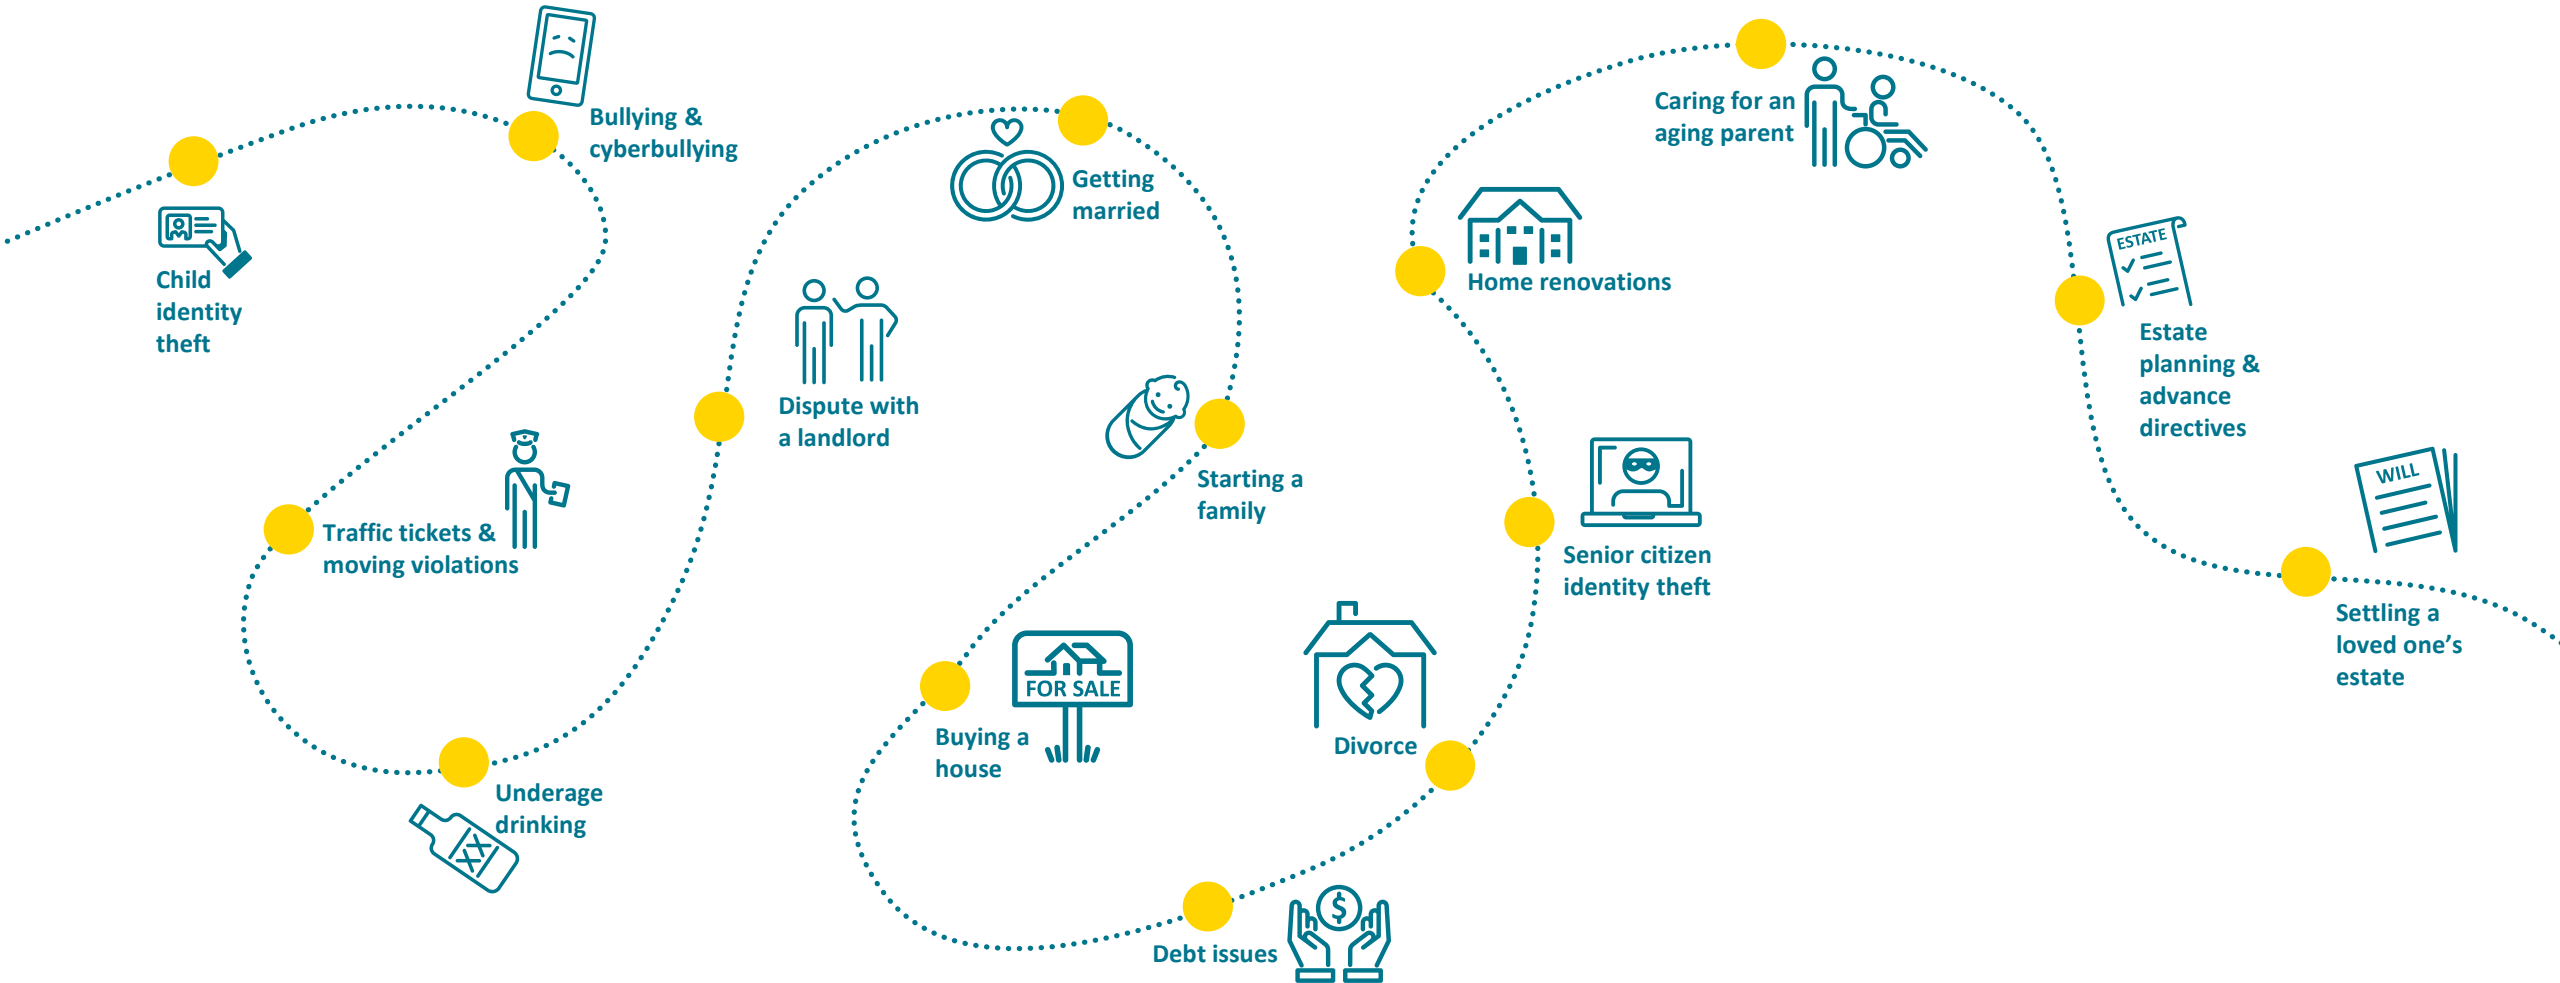 Child
identity
theft
Bullying &
cyberbullying
Traffic tickets &
moving violations
Underage
drinking
Dispute with
a landlord
Getting
married
Starting a
family
FOR SALE
Buying a
house
$
Debt issues
Divorce
Senior citizen
identity theft
Home renovations
Caring for an
aging parent
ESTATE
Estate
planning &
advance
directives
WILL
Settling a
loved one’s
estate